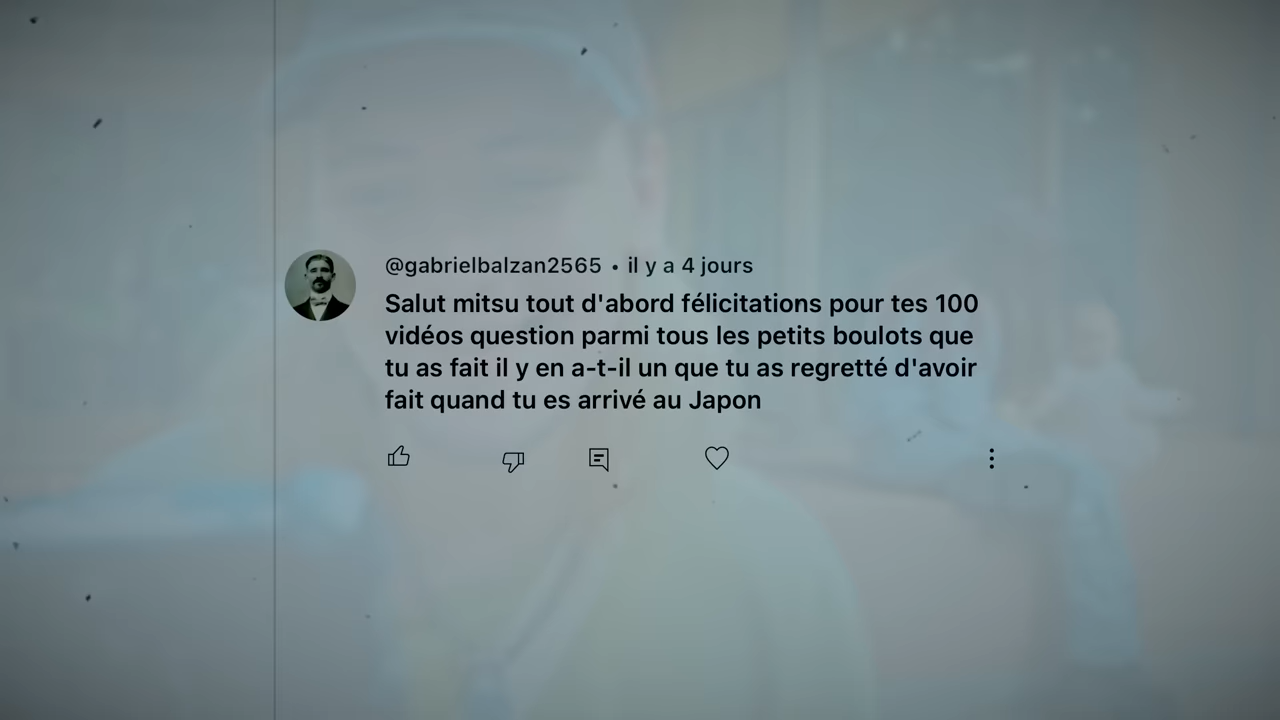 @gabrielbalzan2565 • il y a 4 jours
Salut mitsu tout d'abord félicitations pour tes 100
vidéos question parmi tous les petits boulots que
tu as fait il y en a-t-il un que tu as regretté d'avoir
fait quand tu es arrivé au Japon